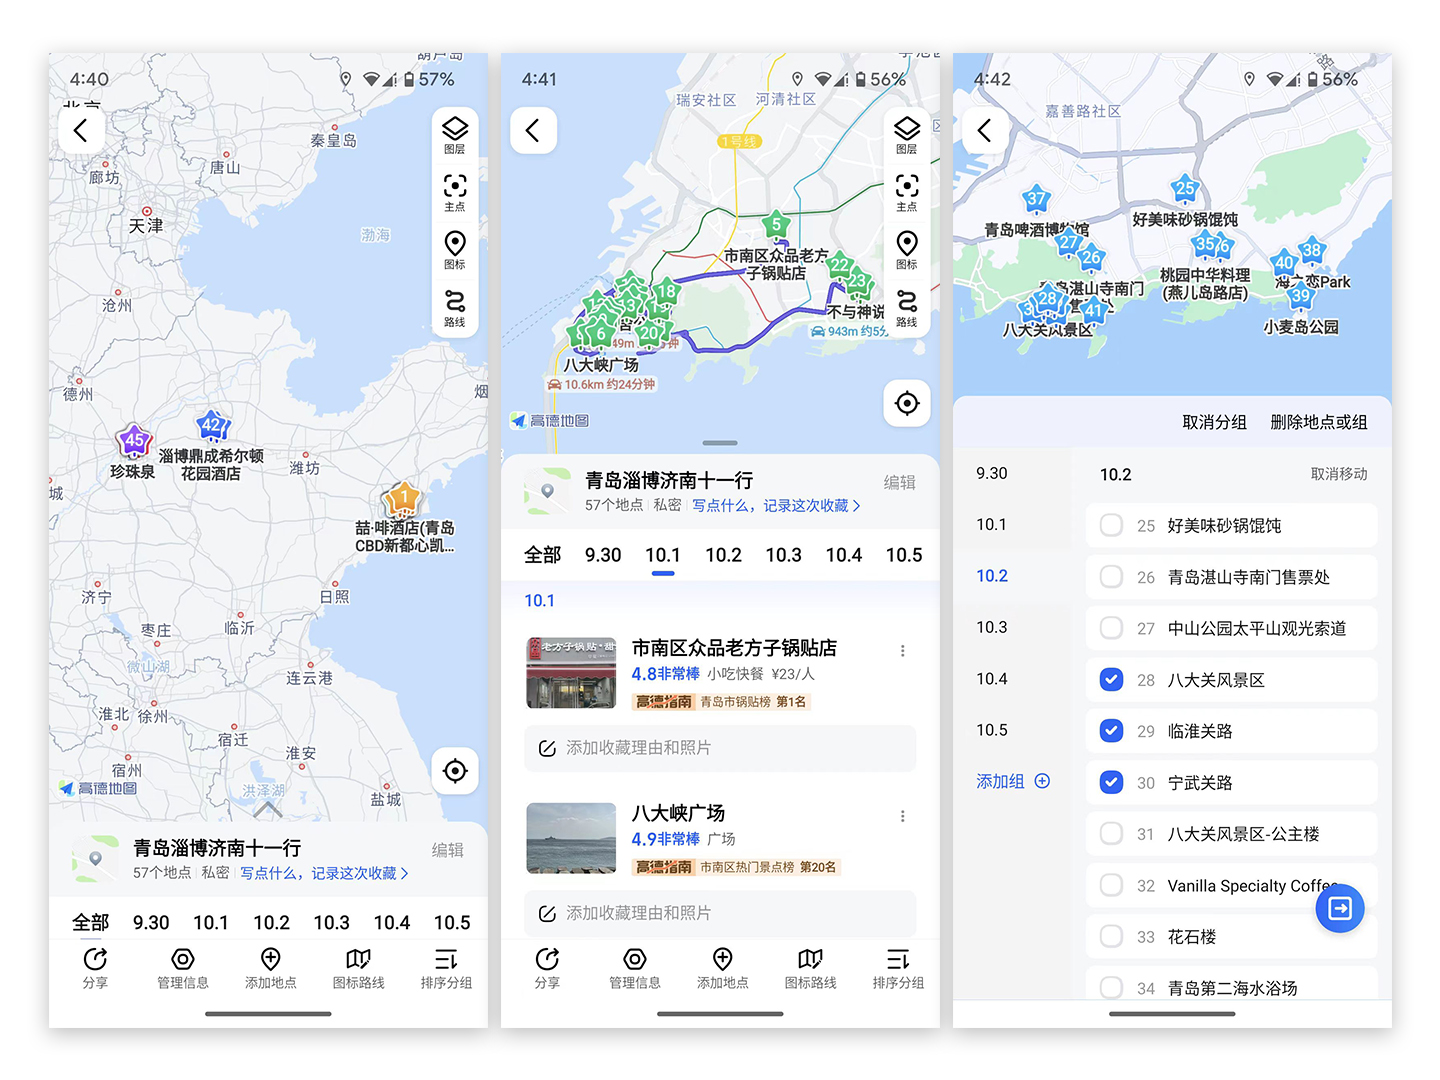 4:40
57%
北京
秦皇岛
唐山
廊坊
天津
渤海
图层
主点
图标
路线
沧州
德州
烟
42
45
淄博鼎成希尔顿
花园酒店
珍珠泉
潍坊
城
1
喆·啡酒店(青岛
CBD新都心凯...
济宁
日照
枣庄
临沂
微山湖
连云港
淮北
徐州
宿迁
淮安
宿州
高德地图
洪泽湖
盐城
青岛淄博济南十一行
编辑
57个地点
私密
写点什么，记录这次收藏 >
全部 9.30 10.1 10.2 10.3 10.4 10.5
分享
管理信息
添加地点
图标路线
排序分组
4:41
56%
瑞安社区
河清社区
1号线
图层
主点
图标
路线
5
市南区众品老方
子锅贴店
22
23
18
6
20
不与神说
943m 约5分
八大峡广场
10.6km 约24分钟
高德地图
青岛淄博济南十一行
编辑
57个地点
私密
写点什么，记录这次收藏 >
全部 9.30 10.1 10.2 10.3 10.4 10.5
10.1
老方子锅贴·甜
市南区众品老方子锅贴店
4.8非常棒 小吃快餐 ¥23/人
高德指南 青岛市锅贴榜 第1名
添加收藏理由和照片
八大峡广场
4.9非常棒 广场
高德指南 市南区热门景点榜 第20名
添加收藏理由和照片
分享
管理信息
添加地点
图标路线
排序分组
4:42
56%
嘉善路社区
37
25
好美味砂锅馄饨
青岛啤酒博物馆
27
26
35
38
40
桃园中华料理
(燕儿岛路店)
39
28
41
八大关风景区
小麦岛公园
取消分组
删除地点或组
9.30
10.1
10.2
10.3
10.4
10.5
添加组
10.2
取消移动
25 好美味砂锅馄饨
26 青岛湛山寺南门售票处
27 中山公园太平山观光索道
28 八大关风景区
29 临淮关路
30 宁武关路
31 八大关风景区-公主楼
32 Vanilla Specialty Coffee
33 花石楼
34 青岛第二海水浴场